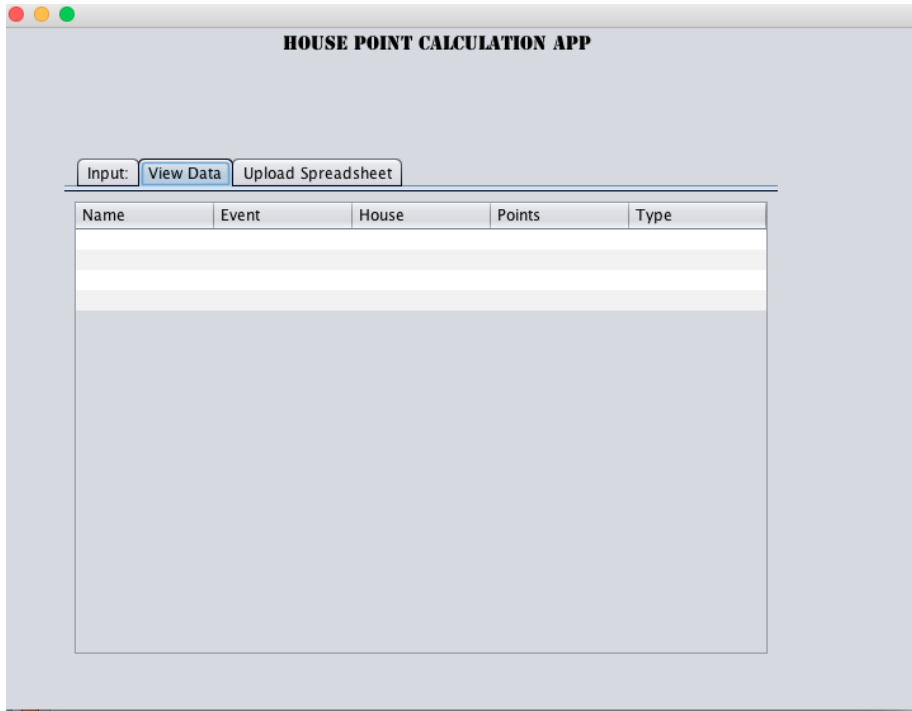 HOUSE POINT CALCULATION APP
Input: View Data Upload Spreadsheet
Name Event House Points Type